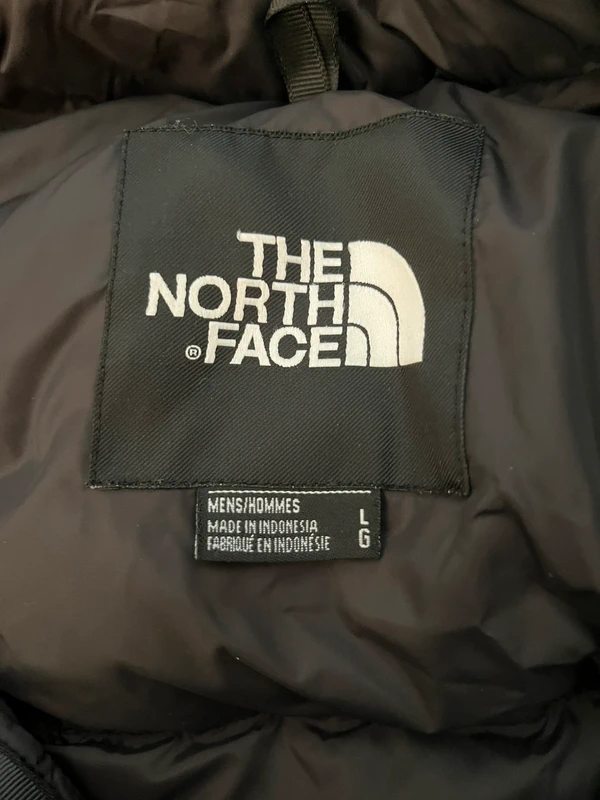 THE
NORTH
® FACE
MENS/HOMMES
MADE IN INDONESIA
FABRIQUÉ EN INDONÉSIE
L
G